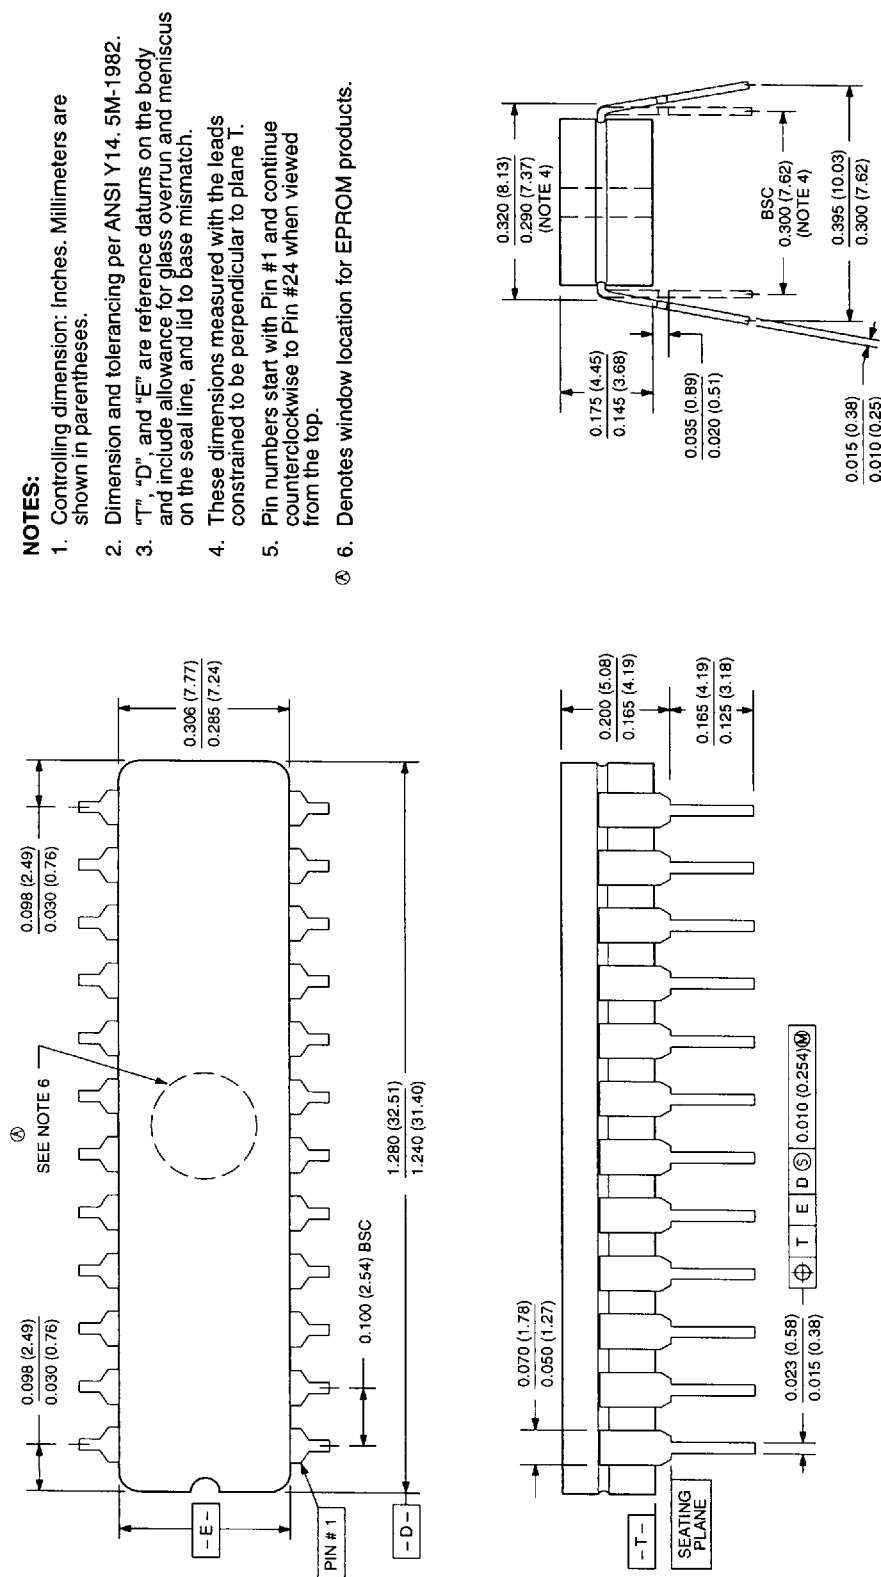 NOTES:
1. Controlling dimension: Inches. Millimeters are
shown in parentheses.
2. Dimension and tolerancing per ANSI Y14. 5M-1982.
3. "T", "D", and "E" are reference datums on the body
and include allowance for glass overrun and meniscus
on the seal line, and lid to base mismatch.
4. These dimensions measured with the leads
constrained to be perpendicular to plane T.
5. Pin numbers start with Pin #1 and continue
counterclockwise to Pin #24 when viewed
from the top.
Ⓐ 6. Denotes window location for EPROM products.
0.098 (2.49)
0.030 (0.76)
Ⓐ
SEE NOTE 6
0.098 (2.49)
0.030 (0.76)
0.306 (7.77)
0.285 (7.24)
- E -
PIN # 1
0.100 (2.54) BSC
- D -
1.280 (32.51)
1.240 (31.40)
0.070 (1.78)
0.050 (1.27)
0.200 (5.08)
0.165 (4.19)
0.165 (4.19)
0.125 (3.18)
- T -
SEATING
PLANE
0.023 (0.58)
0.015 (0.38)
⌖ T E D Ⓢ 0.010 (0.254) Ⓜ
0.320 (8.13)
0.290 (7.37)
(NOTE 4)
0.175 (4.45)
0.145 (3.68)
0.035 (0.89)
0.020 (0.51)
BSC
0.300 (7.62)
(NOTE 4)
0.395 (10.03)
0.300 (7.62)
0.015 (0.38)
0.010 (0.25)